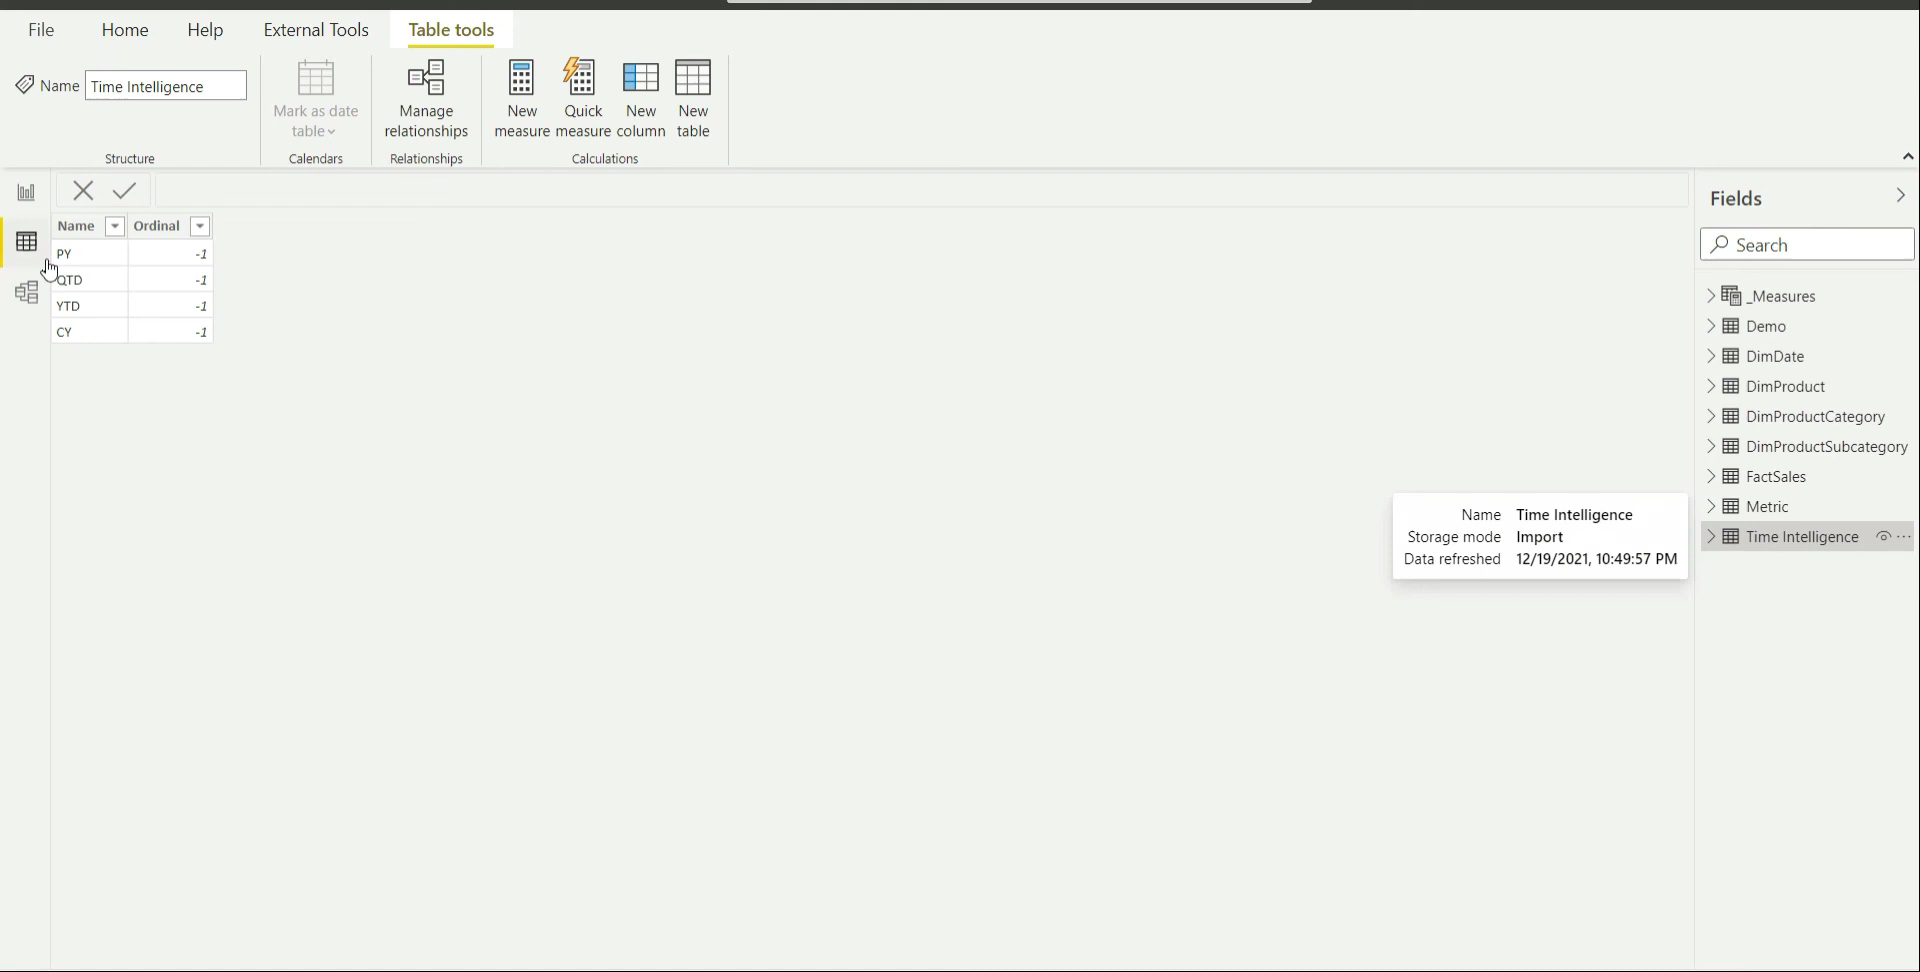 File Home Help External Tools Table tools
Name Time Intelligence
Mark as date table
Manage relationships
New measure
Quick measure
New column
New table
Structure Calendars Relationships Calculations
Name Ordinal
PY -1
QTD -1
YTD -1
CY -1
Fields
Search
_Measures
Demo
DimDate
DimProduct
DimProductCategory
DimProductSubcategory
FactSales
Metric
Time Intelligence
Name Time Intelligence
Storage mode Import
Data refreshed 12/19/2021, 10:49:57 PM